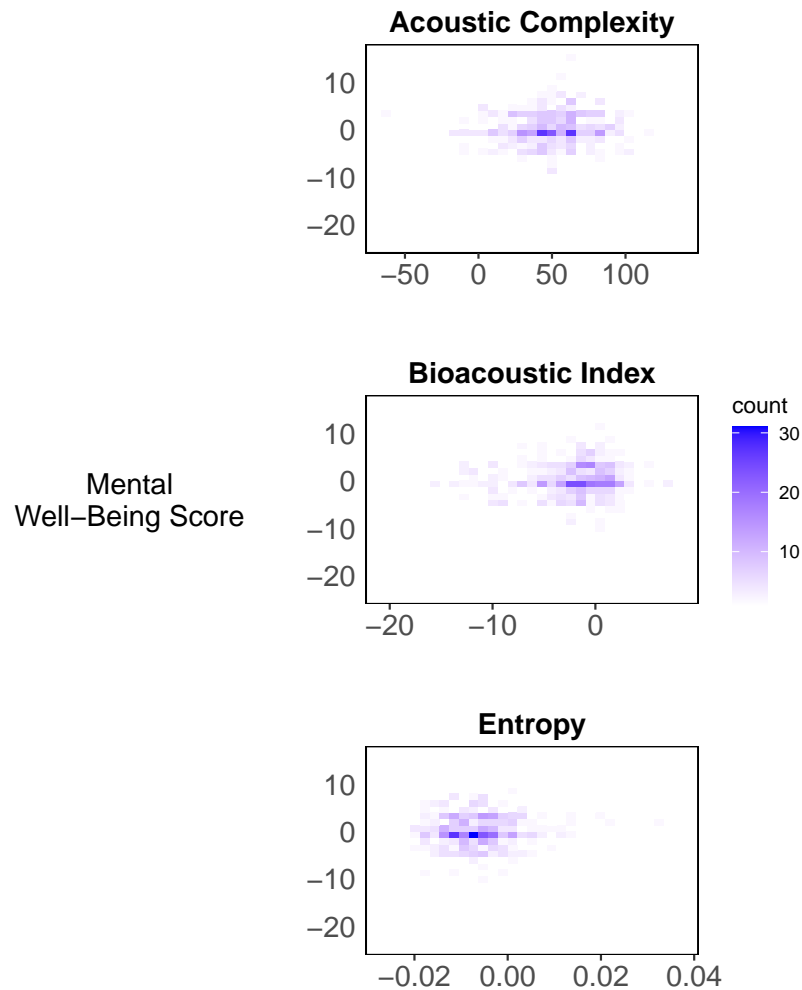 Acoustic Complexity
10
0
−10
−20
−50 0 50 100
Bioacoustic Index
10
0
−10
−20
−20 −10 0
count
30
20
10
Mental
Well−Being Score
Entropy
10
0
−10
−20
−0.02 0.00 0.02 0.04